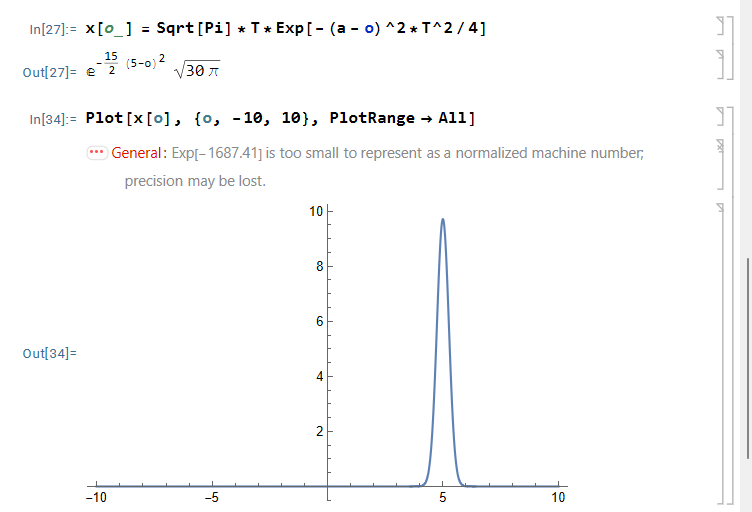 In[27]:= x[o_] = Sqrt[Pi] * T * Exp[- (a - o) ^2 * T^2 / 4]
Out[27]= e^(-15/2 (5-o)^2) √(30 π)
In[34]:= Plot[x[o], {o, -10, 10}, PlotRange → All]
••• General: Exp[-1687.41] is too small to represent as a normalized machine number;
precision may be lost.
Out[34]=
10
8
6
4
2
-10 -5 5 10